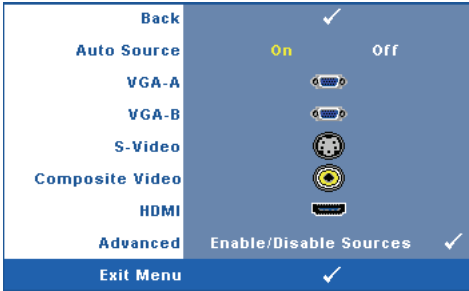 Back
Auto Source On Off
VGA-A
VGA-B
S-Video
Composite Video
HDMI
Advanced Enable/Disable Sources
Exit Menu